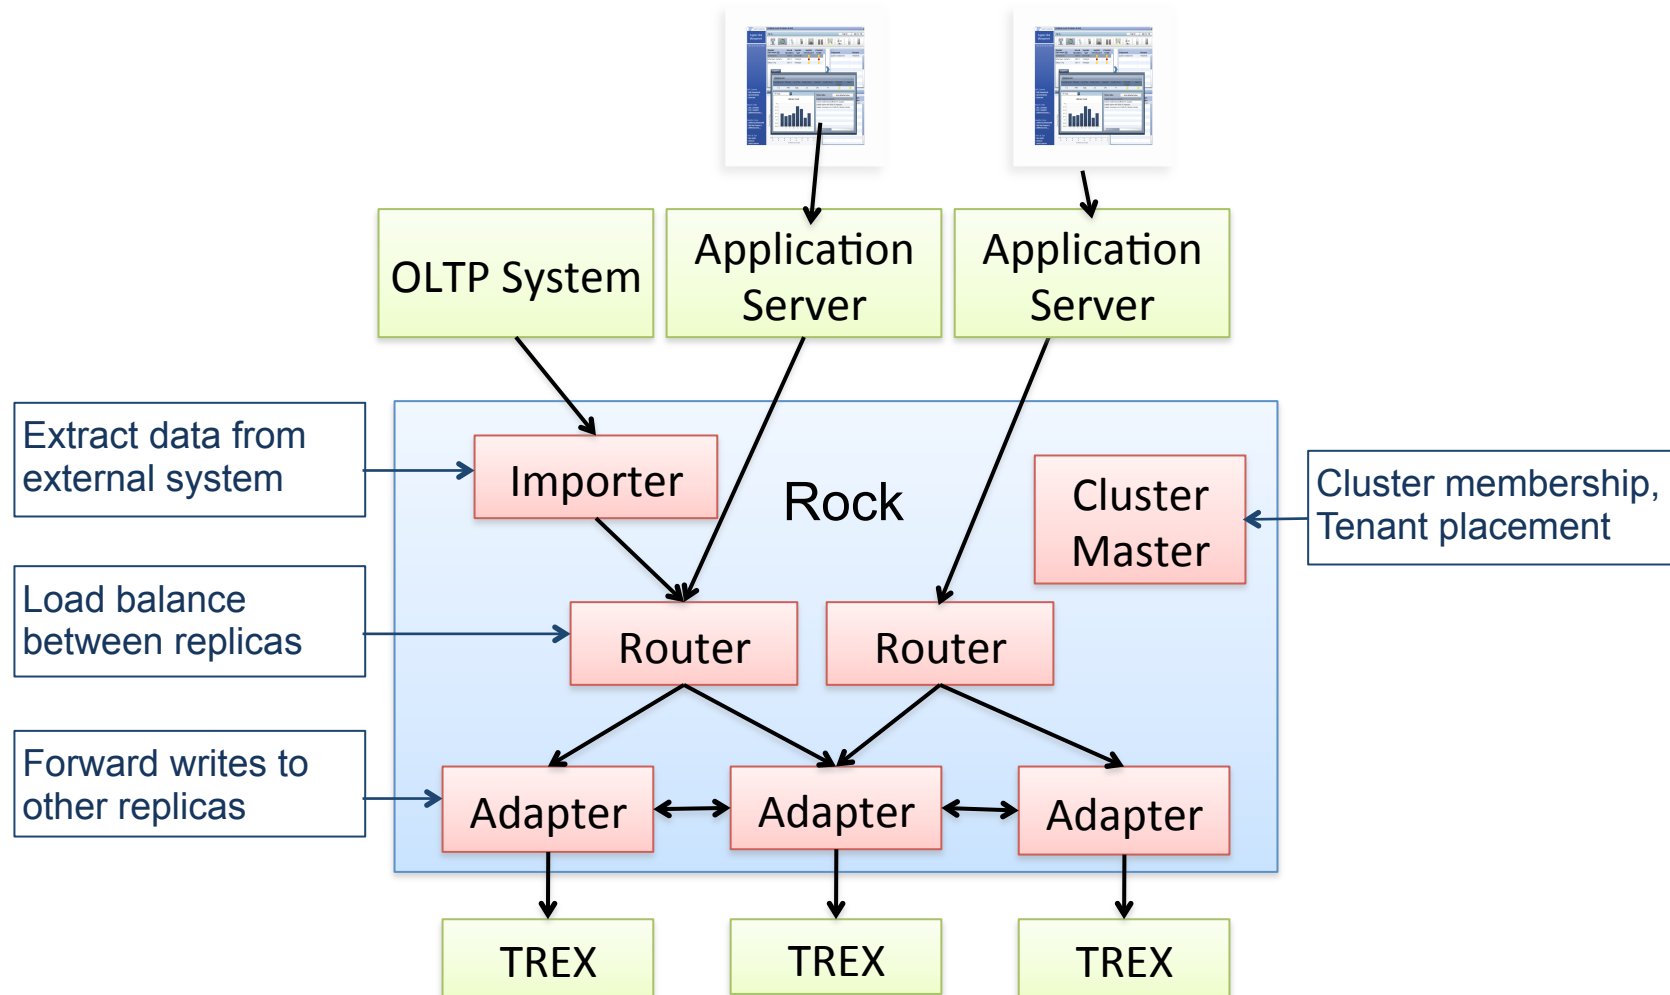 OLTP System
Application
Server
Application
Server
Extract data from
external system
Importer
Rock
Cluster
Master
Cluster membership,
Tenant placement
Load balance
between replicas
Router
Router
Forward writes to
other replicas
Adapter
Adapter
Adapter
TREX
TREX
TREX